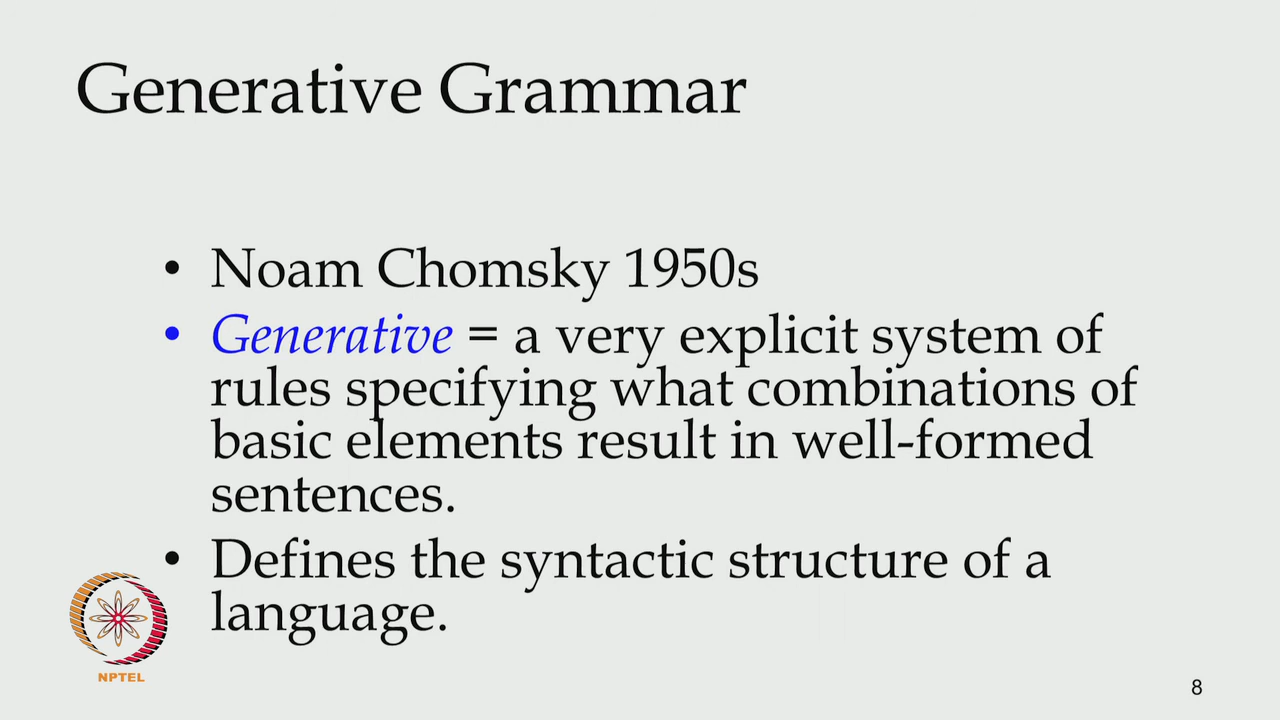 Generative Grammar
• Noam Chomsky 1950s
• Generative = a very explicit system of
rules specifying what combinations of
basic elements result in well-formed
sentences.
• Defines the syntactic structure of a
language.
NPTEL
8